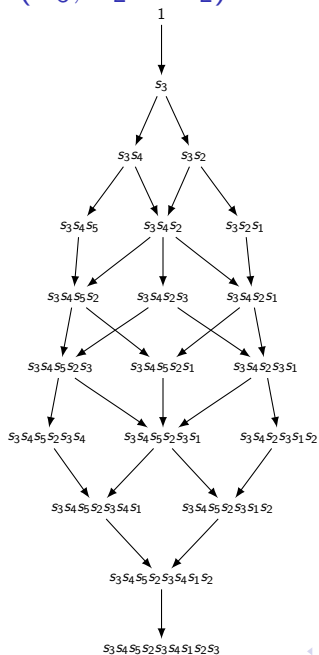 1
s₃
s₃s₄ s₃s₂
s₃s₄s₅ s₃s₄s₂ s₃s₂s₁
s₃s₄s₅s₂ s₃s₄s₂s₃ s₃s₄s₂s₁
s₃s₄s₅s₂s₃ s₃s₄s₅s₂s₁ s₃s₄s₂s₃s₁
s₃s₄s₅s₂s₃s₄ s₃s₄s₅s₂s₃s₁ s₃s₄s₂s₃s₁s₂
s₃s₄s₅s₂s₃s₄s₁ s₃s₄s₅s₂s₃s₁s₂
s₃s₄s₅s₂s₃s₄s₁s₂
s₃s₄s₅s₂s₃s₄s₁s₂s₃